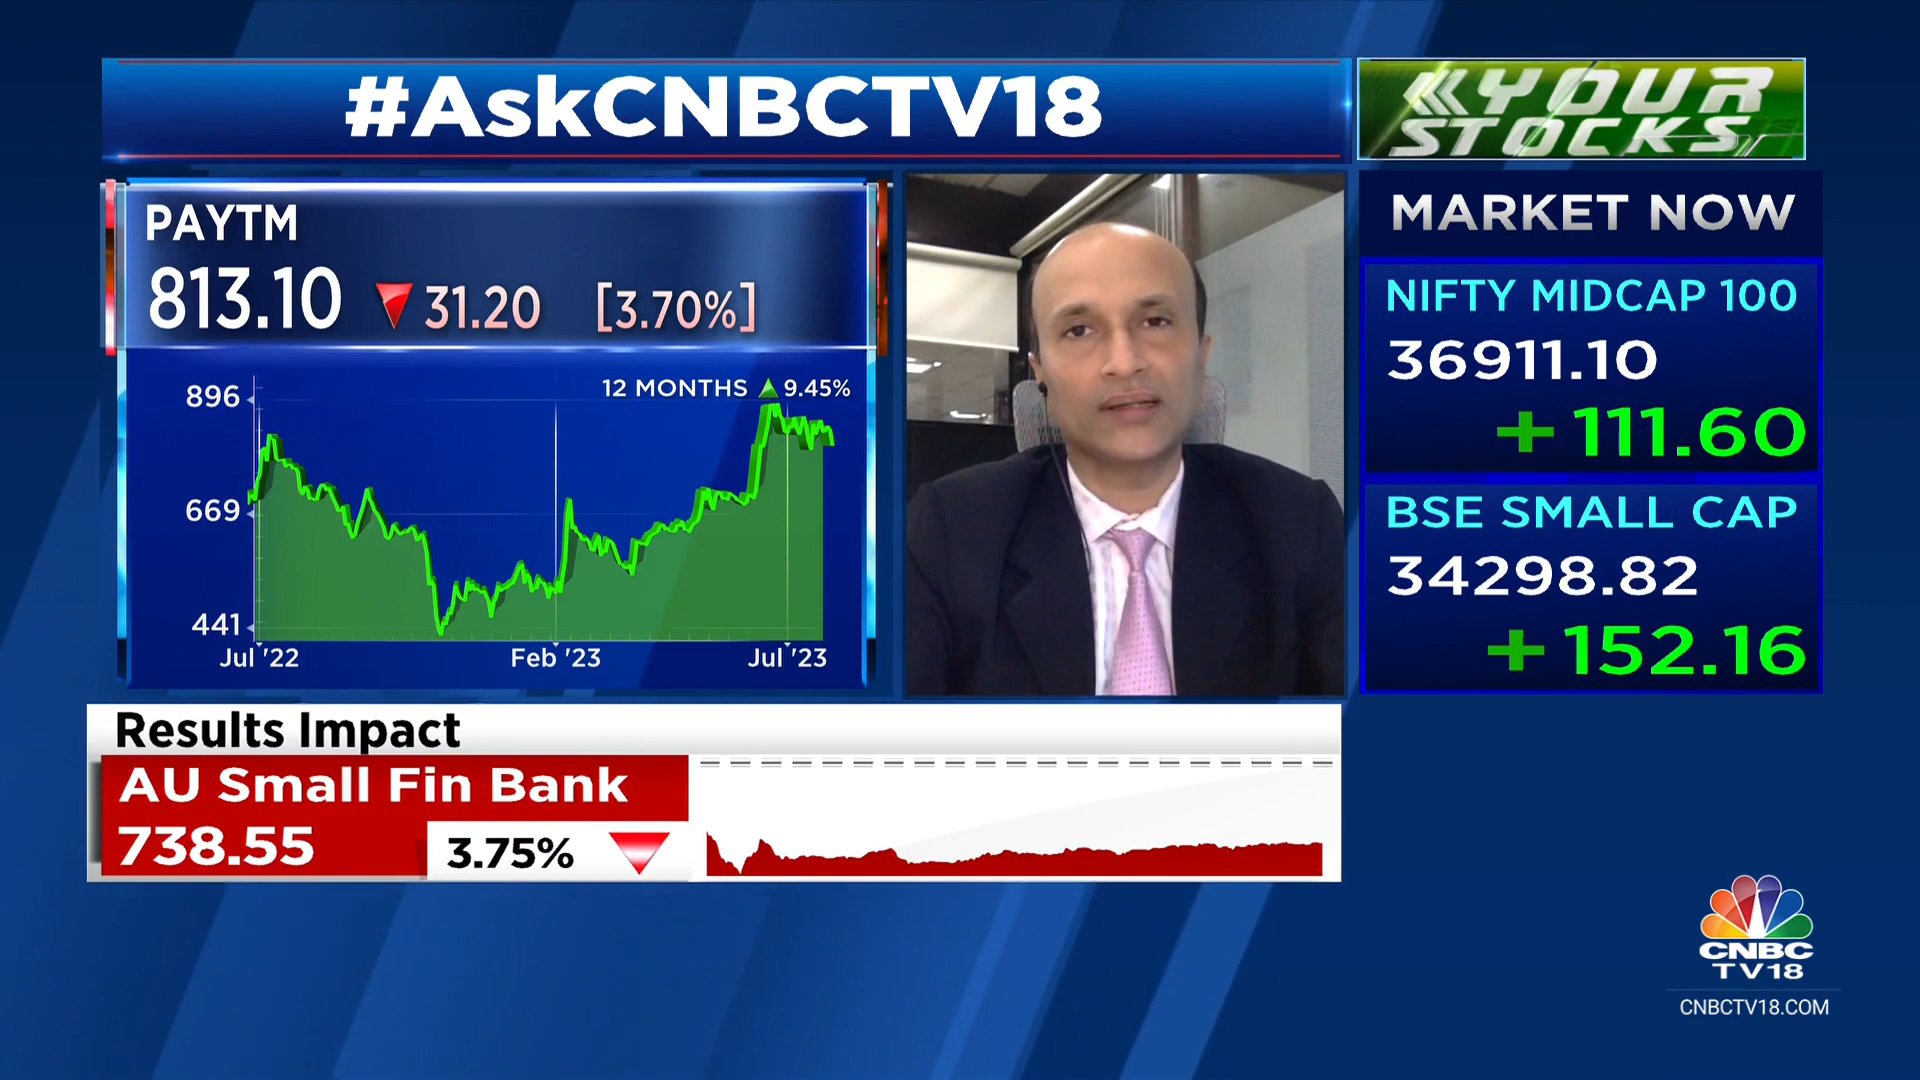 #AskCNBCTV18
YOUR
STOCKS
PAYTM
813.10 31.20 [3.70%]
12 MONTHS 9.45%
896
669
441
Jul '22 Feb '23 Jul '23
MARKET NOW
NIFTY MIDCAP 100
36911.10
+ 111.60
BSE SMALL CAP
34298.82
+ 152.16
Results Impact
AU Small Fin Bank
738.55 3.75%
CNBC
TV18
CNBCTV18.COM